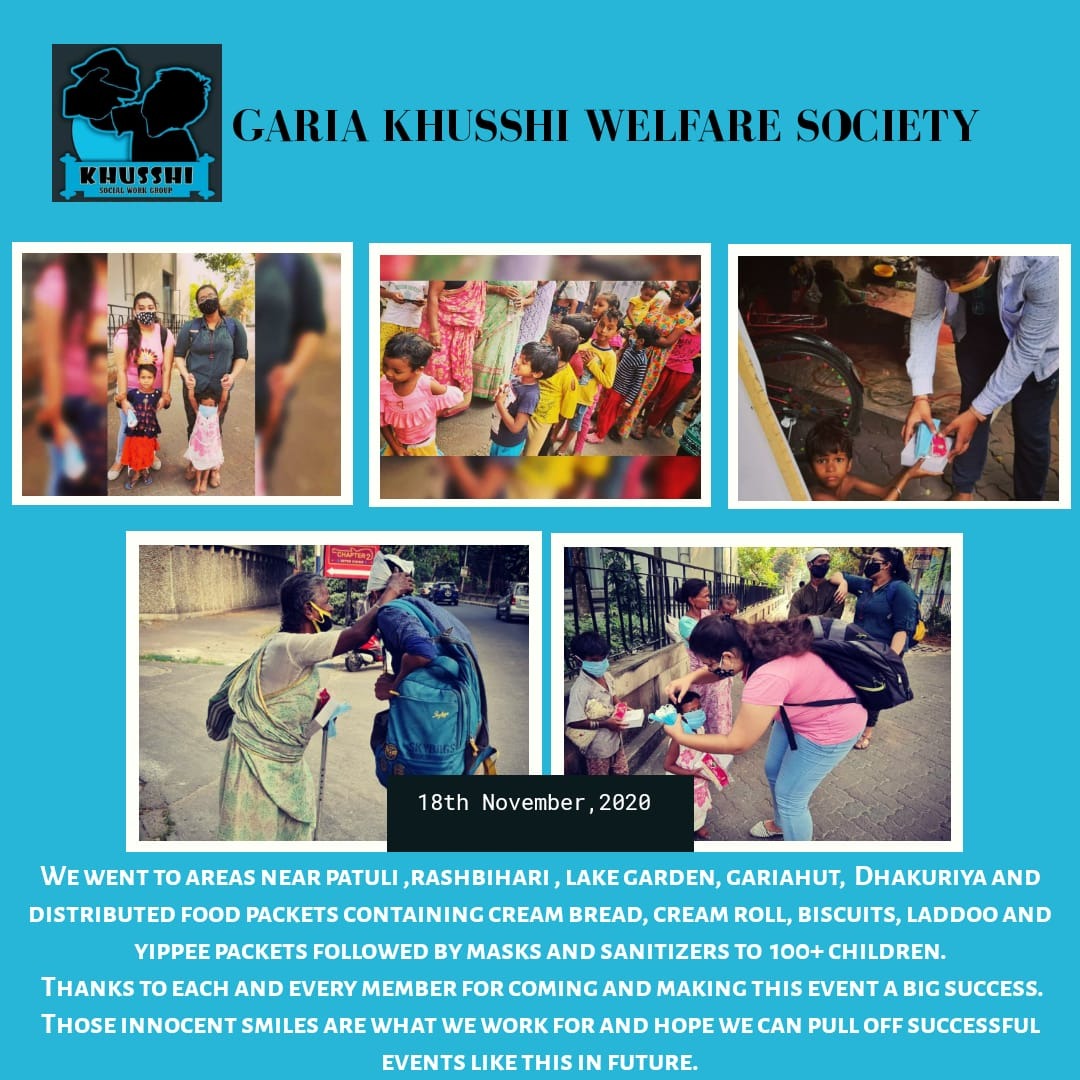 GARIA KHUSSHI WELFARE SOCIETY
KHUSSHI
SOCIAL WORK GROUP
CHAPTER 2
Skybags
SKYBAGS
18th November,2020
We went to areas near patuli ,rashbihari , lake garden, gariahut, Dhakuriya and
distributed food packets containing cream bread, cream roll, biscuits, laddoo and
yippee packets followed by masks and sanitizers to 100+ children.
Thanks to each and every member for coming and making this event a big success.
Those innocent smiles are what we work for and hope we can pull off successful
events like this in future.